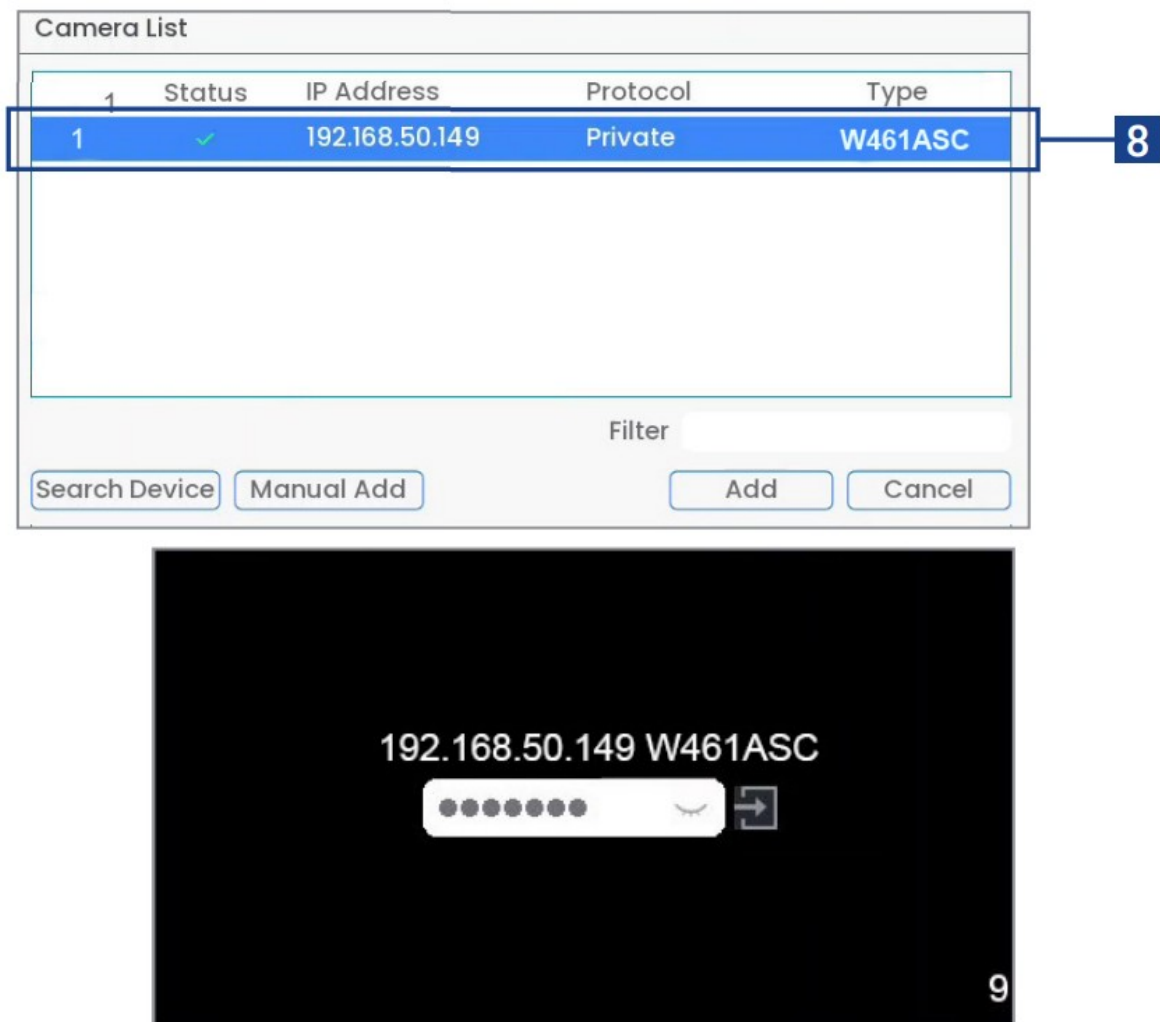 Camera List
1 Status IP Address Protocol Type
1 192.168.50.149 Private W461ASC
8
Filter
Search Device Manual Add Add Cancel
192.168.50.149 W461ASC
9